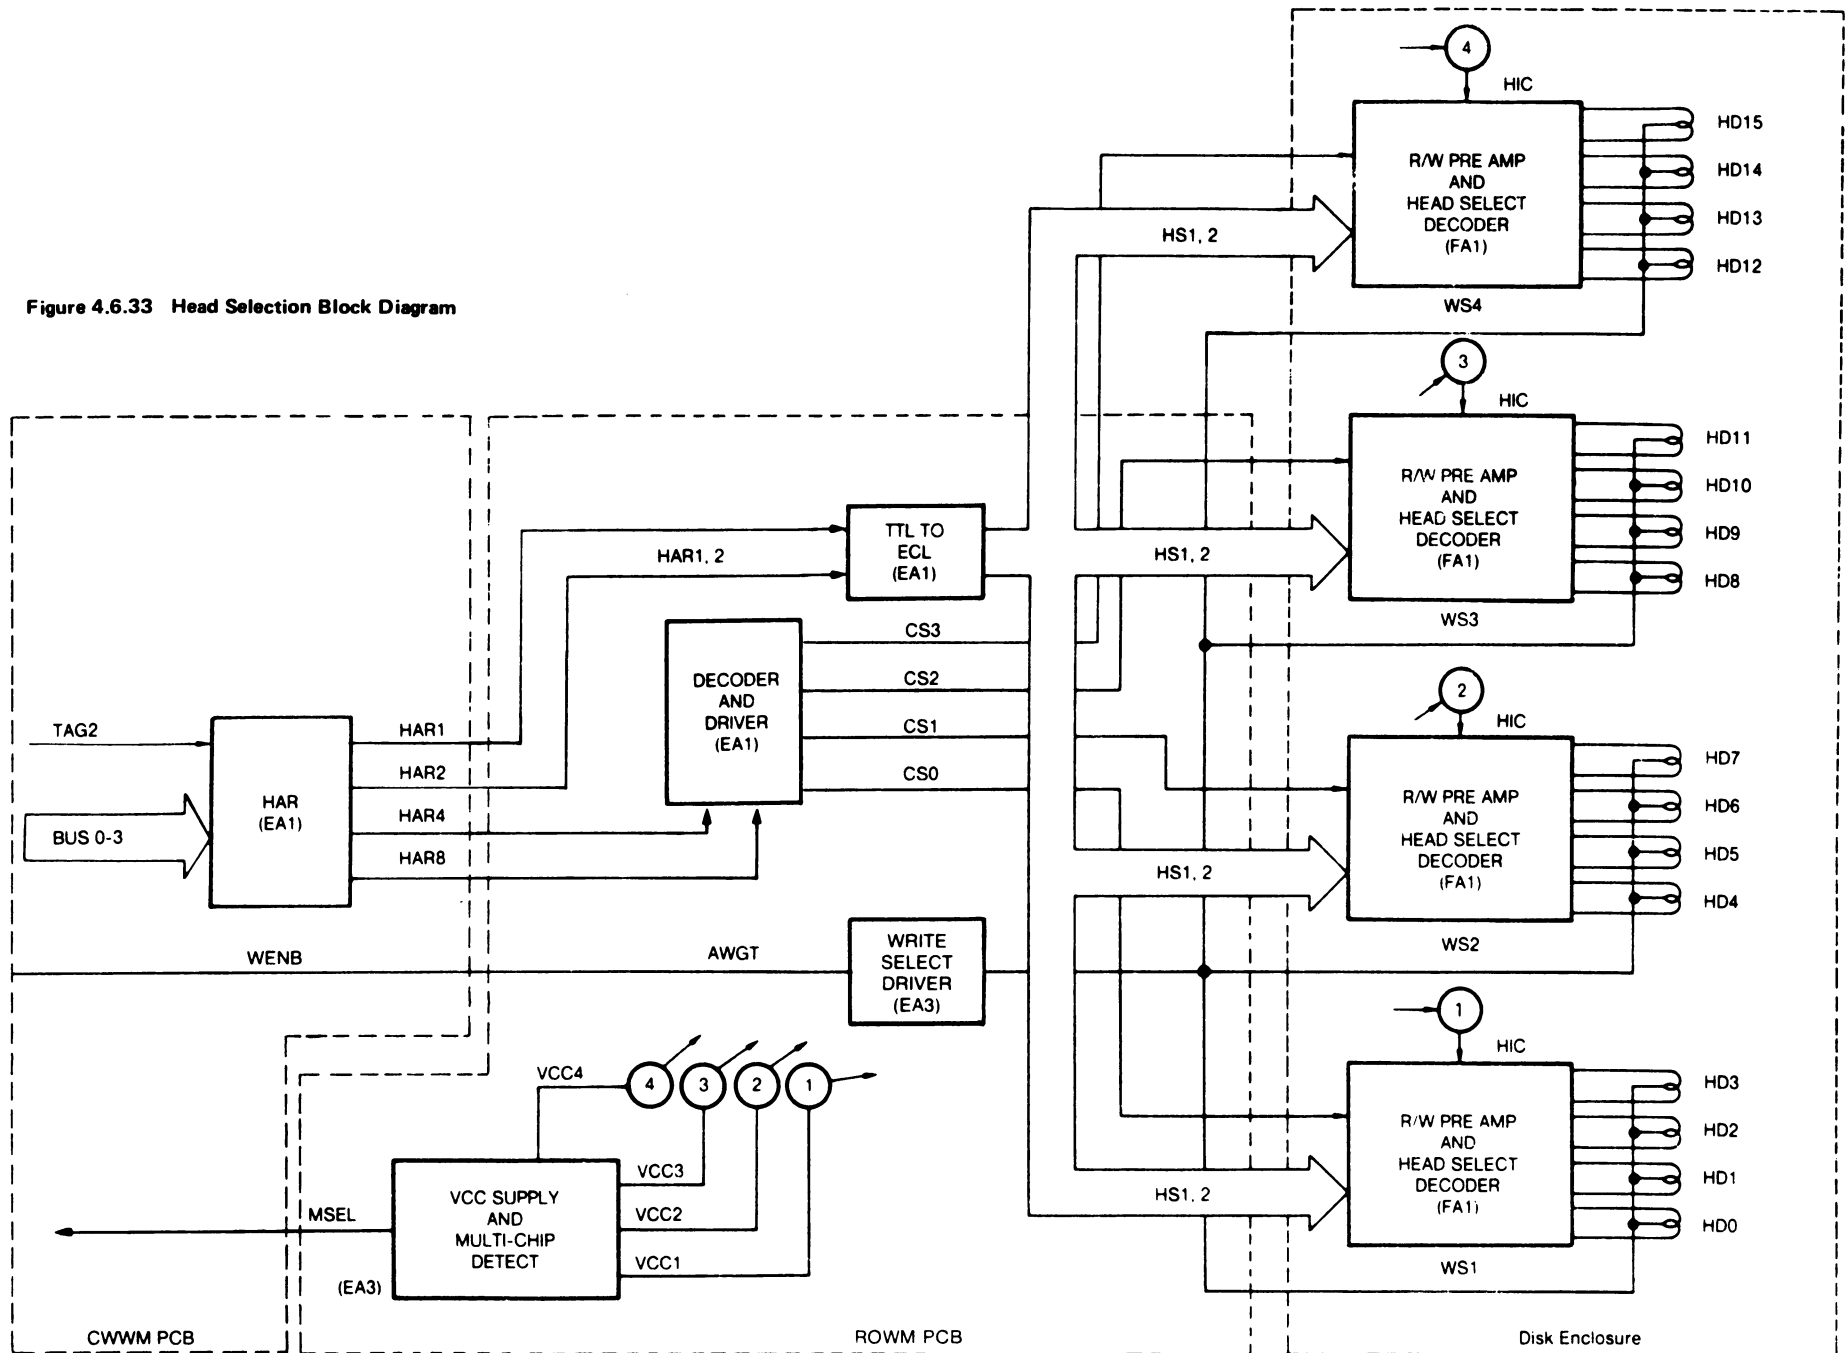 4
HIC
R/W PRE AMP
AND
HEAD SELECT
DECODER
(FA1)
HD15
HD14
HD13
HD12
HS1, 2
WS4
Figure 4.6.33 Head Selection Block Diagram
3
HIC
R/W PRE AMP
AND
HEAD SELECT
DECODER
(FA1)
HD11
HD10
HD9
HD8
HS1, 2
WS3
TTL TO
ECL
(EA1)
HAR1, 2
DECODER
AND
DRIVER
(EA1)
CS3
CS2
CS1
CS0
TAG2
BUS 0-3
HAR
(EA1)
HAR1
HAR2
HAR4
HAR8
2
HIC
R/W PRE AMP
AND
HEAD SELECT
DECODER
(FA1)
HD7
HD6
HD5
HD4
HS1, 2
WS2
WENB
AWGT
WRITE
SELECT
DRIVER
(EA3)
1
HIC
R/W PRE AMP
AND
HEAD SELECT
DECODER
(FA1)
HD3
HD2
HD1
HD0
HS1, 2
WS1
VCC4
4
3
2
1
VCC3
VCC2
VCC1
VCC SUPPLY
AND
MULTI-CHIP
DETECT
(EA3)
MSEL
CWWM PCB
ROWM PCB
Disk Enclosure